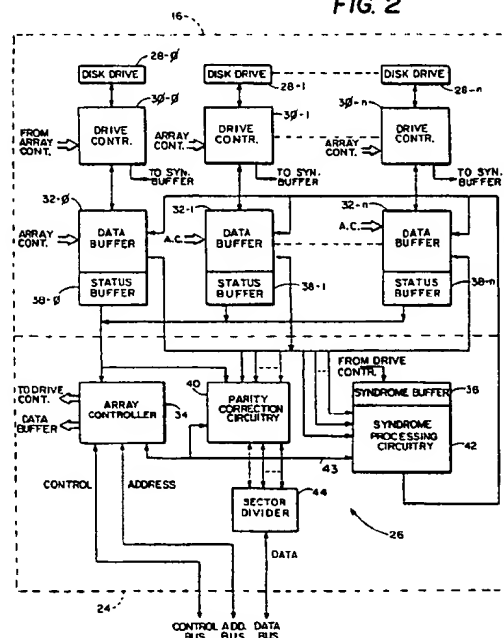 FIG. 2
16
DISK DRIVE
28-0
DISK DRIVE
28-1
DISK DRIVE
28-n
30-0
30-1
30-n
FROM
ARRAY
CONT.
DRIVE
CONTR.
ARRAY
CONT.
DRIVE
CONTR.
ARRAY
CONT.
DRIVE
CONTR.
TO SYN.
BUFFER
TO SYN.
BUFFER
TO SYN.
BUFFER
32-0
32-1
32-n
ARRAY
CONT.
DATA
BUFFER
A.C.
DATA
BUFFER
A.C.
DATA
BUFFER
STATUS
BUFFER
38-0
STATUS
BUFFER
38-1
STATUS
BUFFER
38-n
FROM DRIVE
CONTR.
TO DRIVE
CONT.
DATA
BUFFER
ARRAY
CONTROLLER
34
40
PARITY
CORRECTION
CIRCUITRY
SYNDROME BUFFER
36
SYNDROME
PROCESSING
CIRCUITRY
42
43
CONTROL
ADDRESS
SECTOR
DIVIDER
44
26
DATA
24
CONTROL
BUS
ADD.
BUS
DATA
BUS